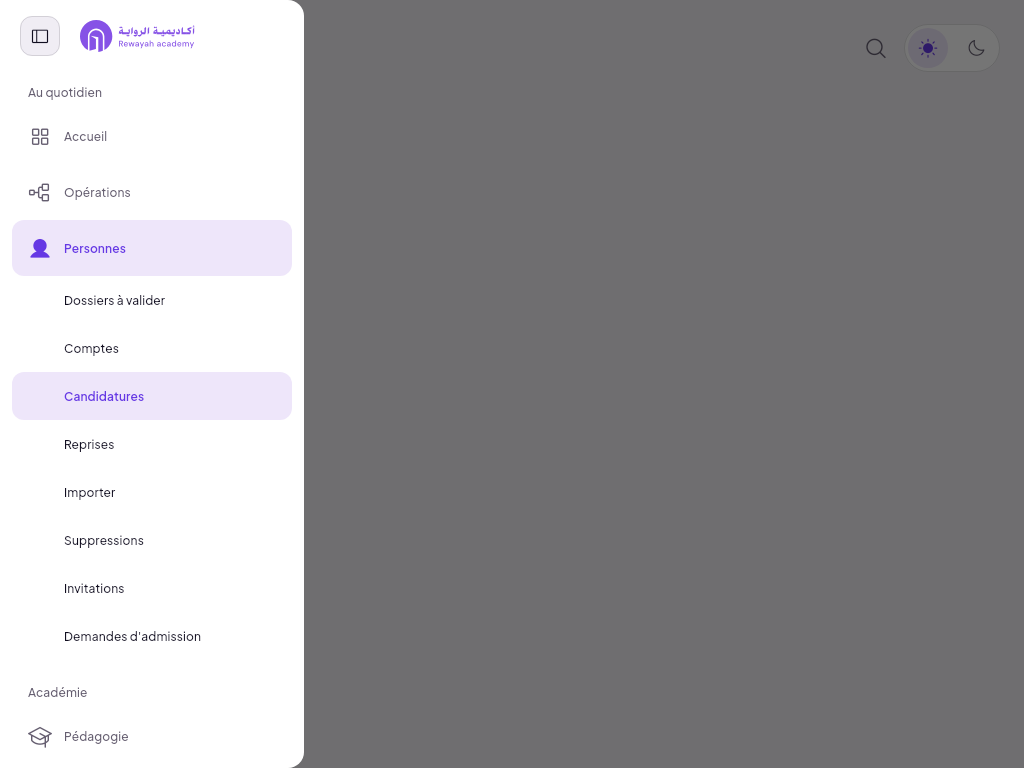 أكاديمية الرواية
Rewayah academy
Au quotidien
Accueil
Opérations
Personnes
Dossiers à valider
Comptes
Candidatures
Reprises
Importer
Suppressions
Invitations
Demandes d'admission
Académie
Pédagogie